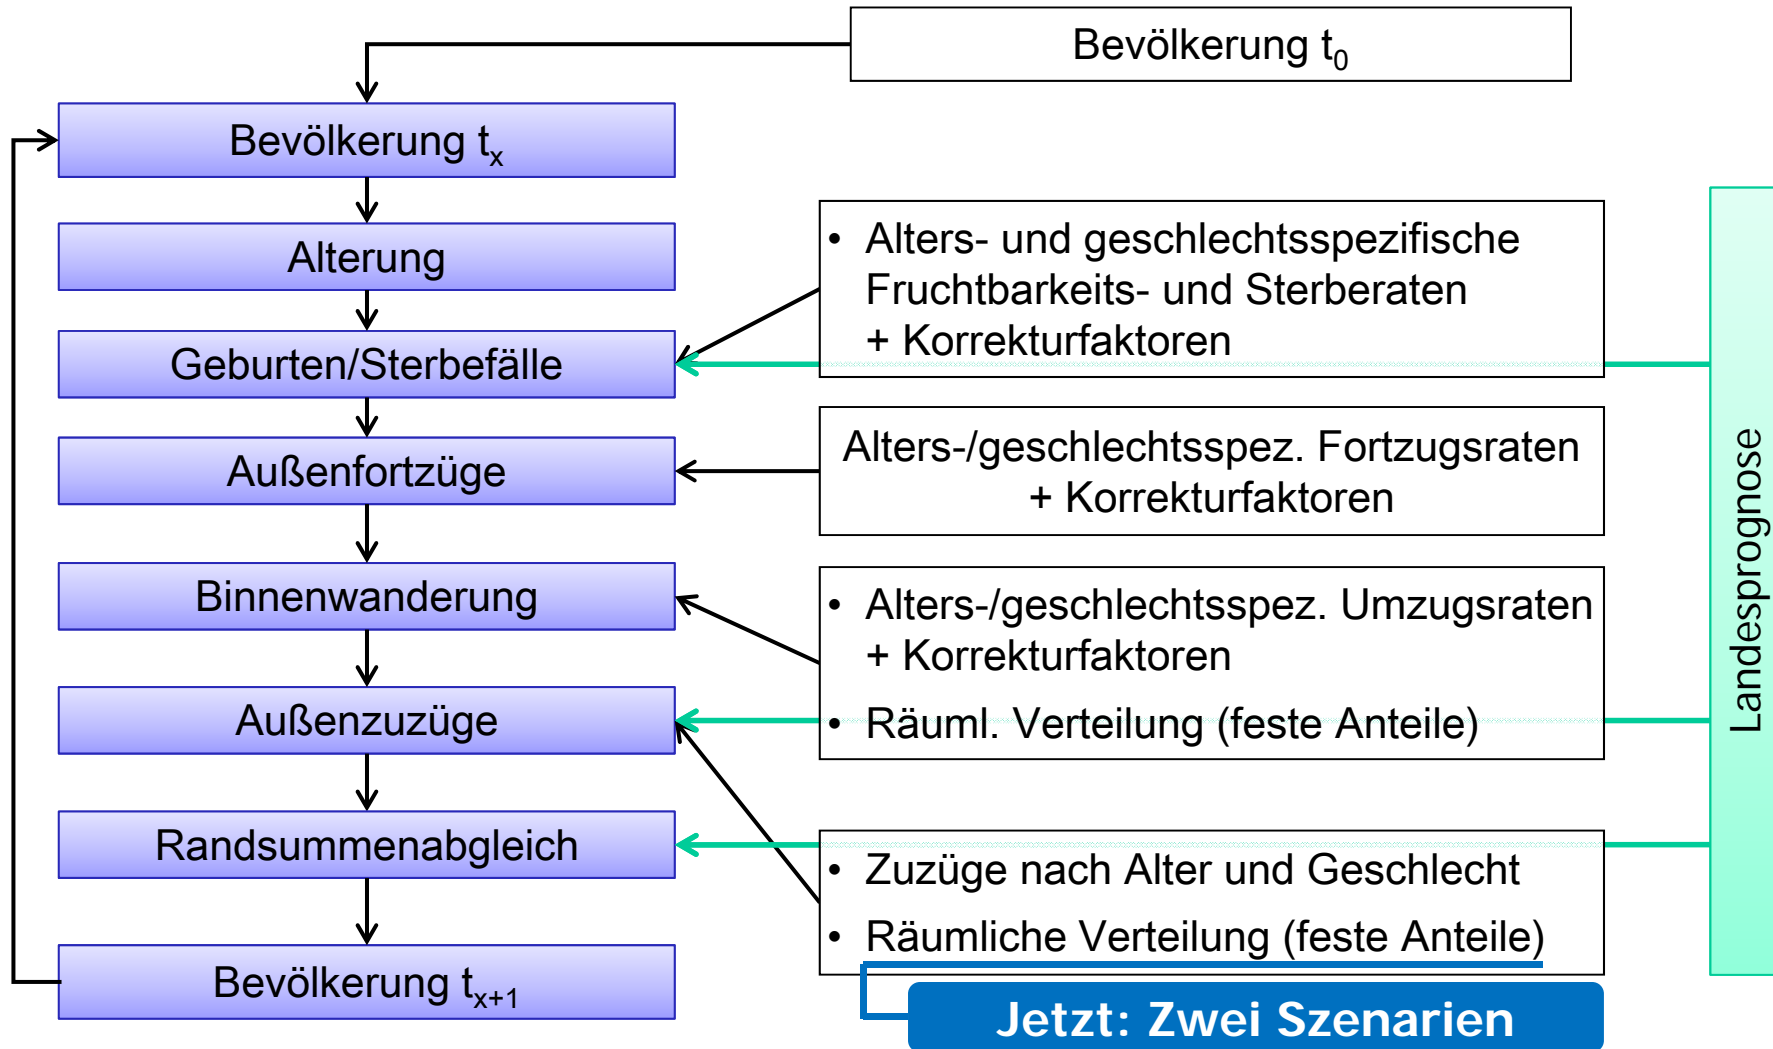 Bevölkerung t0
Bevölkerung tx
Alterung
Geburten/Sterbefälle
Außenfortzüge
Binnenwanderung
Außenzuzüge
Randsummenabgleich
Bevölkerung tx+1
• Alters- und geschlechtsspezifische
Fruchtbarkeits- und Sterberaten
+ Korrekturfaktoren
Alters-/geschlechtsspez. Fortzugsraten
+ Korrekturfaktoren
• Alters-/geschlechtsspez. Umzugsraten
+ Korrekturfaktoren
• Räuml. Verteilung (feste Anteile)
• Zuzüge nach Alter und Geschlecht
• Räumliche Verteilung (feste Anteile)
Jetzt: Zwei Szenarien
Landesprognose